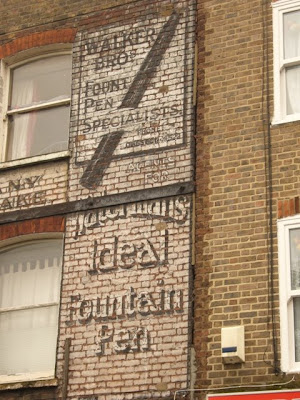 WALKER
BROS
FOUNT
PEN
SPECIALISTS
N.Y.
Waterman's
Ideal
Fountain
Pen